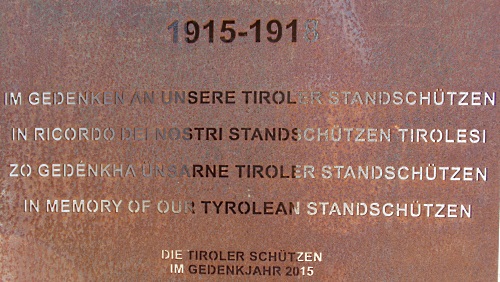 1915-1918
IM GEDENKEN AN UNSERE TIROLER STANDSCHÜTZEN
IN RICORDO DEI NOSTRI STANDSCHÜTZEN TIROLESI
ZO GEDENKHA ÜNSARNE TIROLER STANDSCHÜTZEN
IN MEMORY OF OUR TYROLEAN STANDSCHÜTZEN
DIE TIROLER SCHÜTZEN
IM GEDENKJAHR 2015